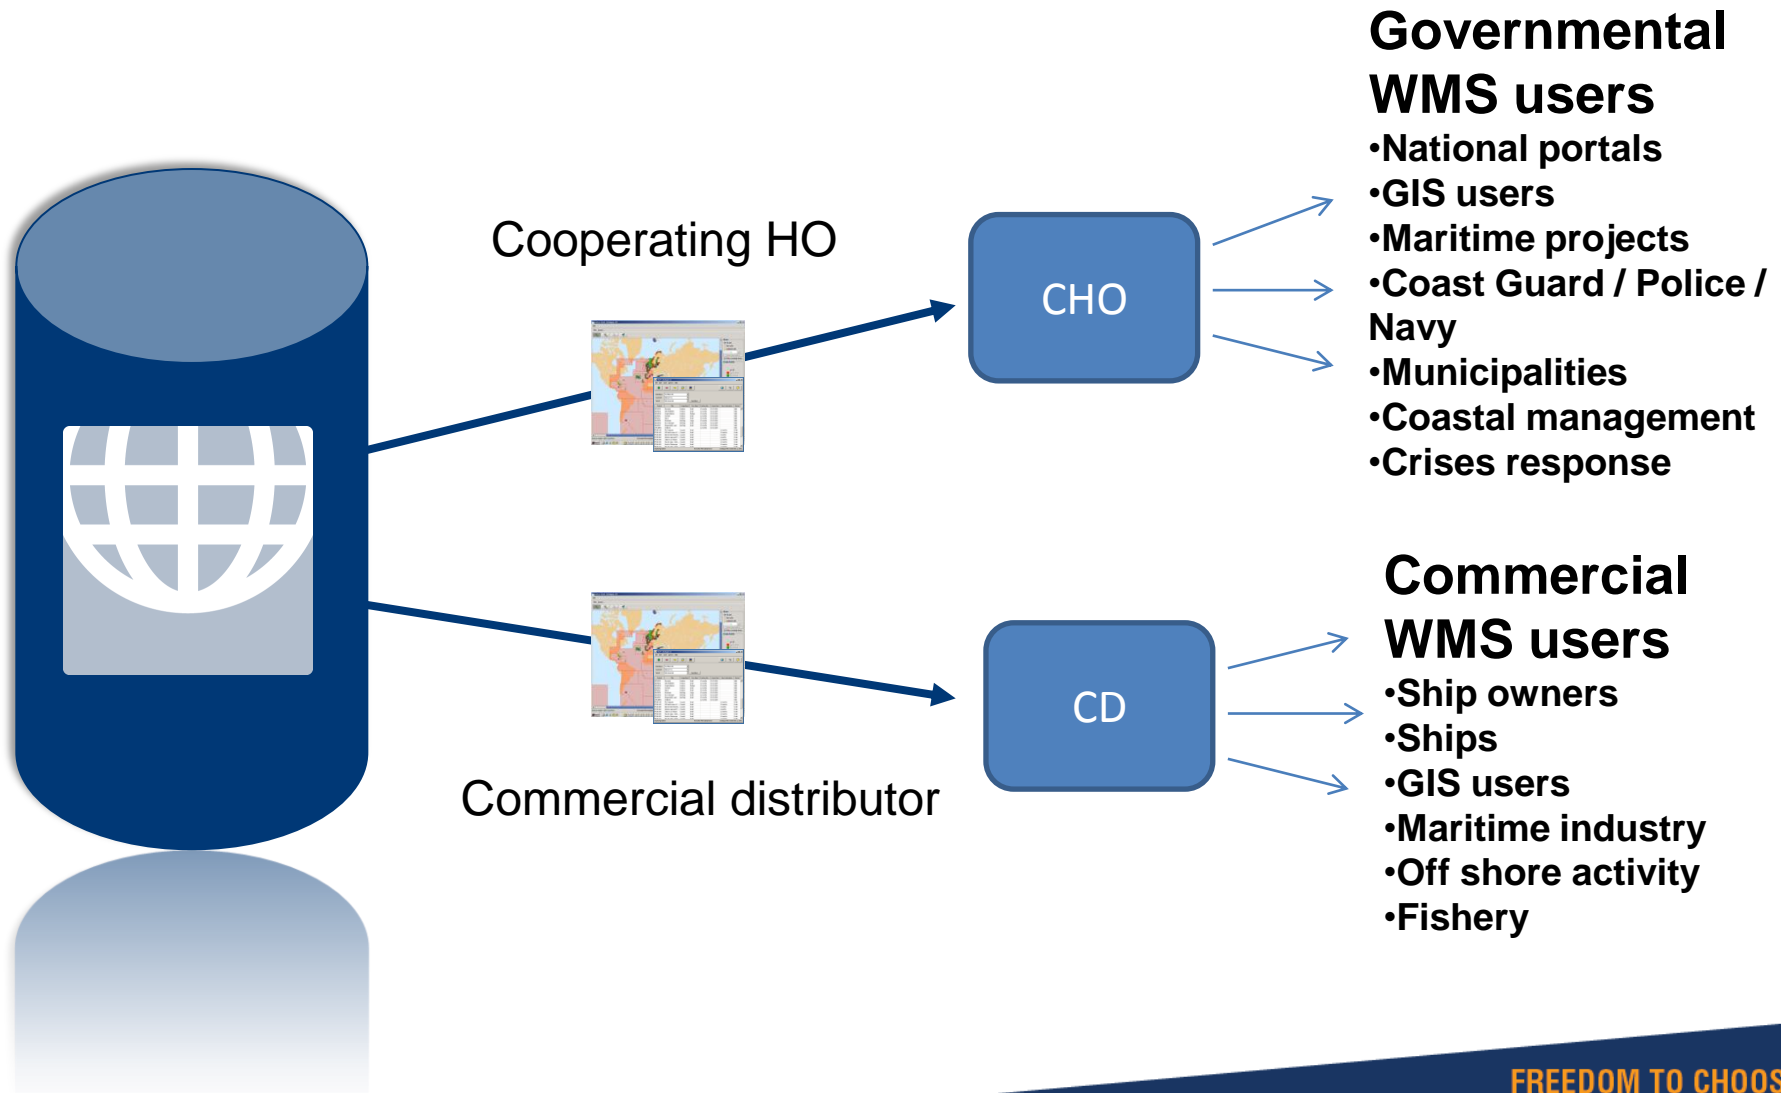 Governmental
WMS users
•National portals
•GIS users
•Maritime projects
•Coast Guard / Police /
Navy
•Municipalities
•Coastal management
•Crises response
Cooperating HO
CHO
Commercial
WMS users
•Ship owners
•Ships
•GIS users
•Maritime industry
•Off shore activity
•Fishery
CD
Commercial distributor
FREEDOM TO CHOOS